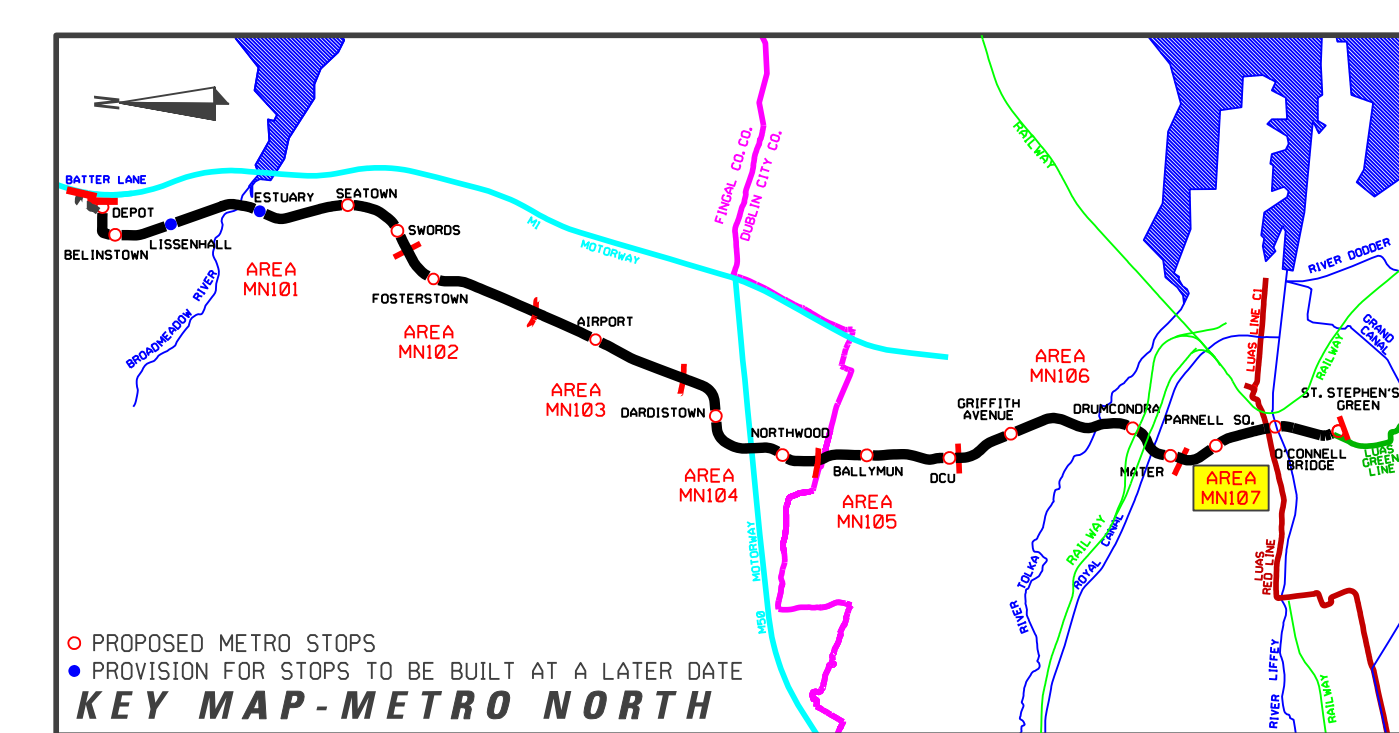 N
BATTER LANE
DEPOT
BELINSTOWN
LISSENHALL
ESTUARY
SEATOWN
SWORDS
BROADMEADOW RIVER
AREA
MN101
FOSTERSTOWN
AREA
MN102
M1
MOTORWAY
AIRPORT
AREA
MN103
FINGAL CO. CO.
DUBLIN CITY CO.
DARDISTOWN
NORTHWOOD
AREA
MN104
MOTORWAY
M50
BALLYMUN
AREA
MN105
DCU
GRIFFITH
AVENUE
AREA
MN106
RAILWAY
DRUMCONDRA
MATER
PARNELL SQ.
AREA
MN107
RIVER TOLKA
RAILWAY
ROYAL CANAL
LUAS LINE C1
RIVER DODDER
GRAND
CANAL
RAILWAY
ST. STEPHEN'S
GREEN
O'CONNELL
BRIDGE
LUAS
GREEN
LINE
LUAS
RED LINE
RIVER LIFFEY
RAILWAY
PROPOSED METRO STOPS
PROVISION FOR STOPS TO BE BUILT AT A LATER DATE
KEY MAP-METRO NORTH